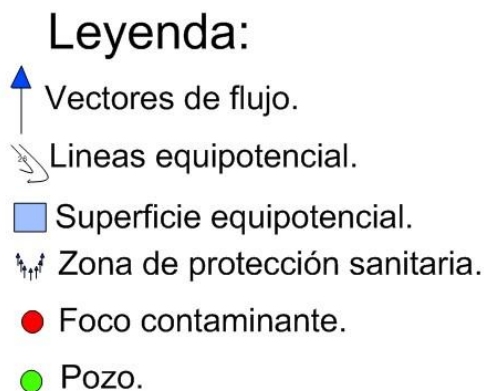 Leyenda:
Vectores de flujo.
Lineas equipotencial.
Superficie equipotencial.
Zona de protección sanitaria.
Foco contaminante.
Pozo.